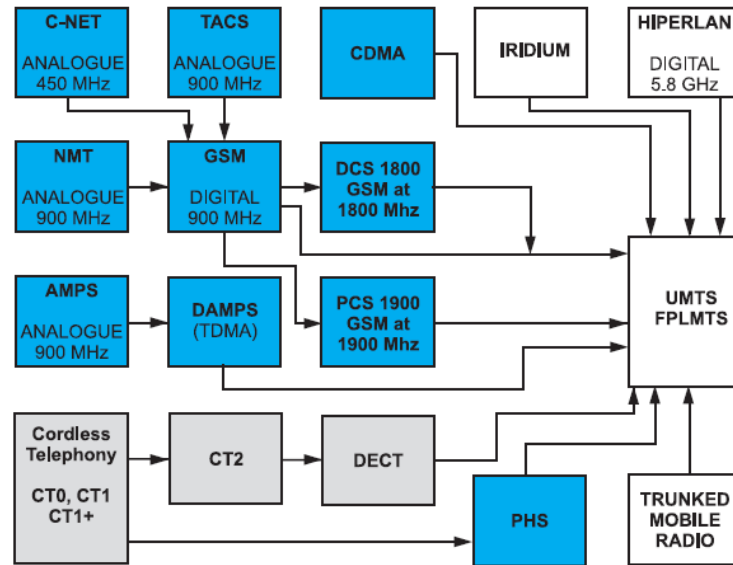 C-NET
ANALOGUE
450 MHz
TACS
ANALOGUE
900 MHz
CDMA
IRIDIUM
HIPERLAN
DIGITAL
5.8 GHz
NMT
ANALOGUE
900 MHz
GSM
DIGITAL
900 MHz
DCS 1800
GSM at
1800 Mhz
UMTS
FPLMTS
AMPS
ANALOGUE
900 MHz
DAMPS
(TDMA)
PCS 1900
GSM at
1900 Mhz
Cordless
Telephony
CT0, CT1
CT1+
CT2
DECT
PHS
TRUNKED
MOBILE
RADIO